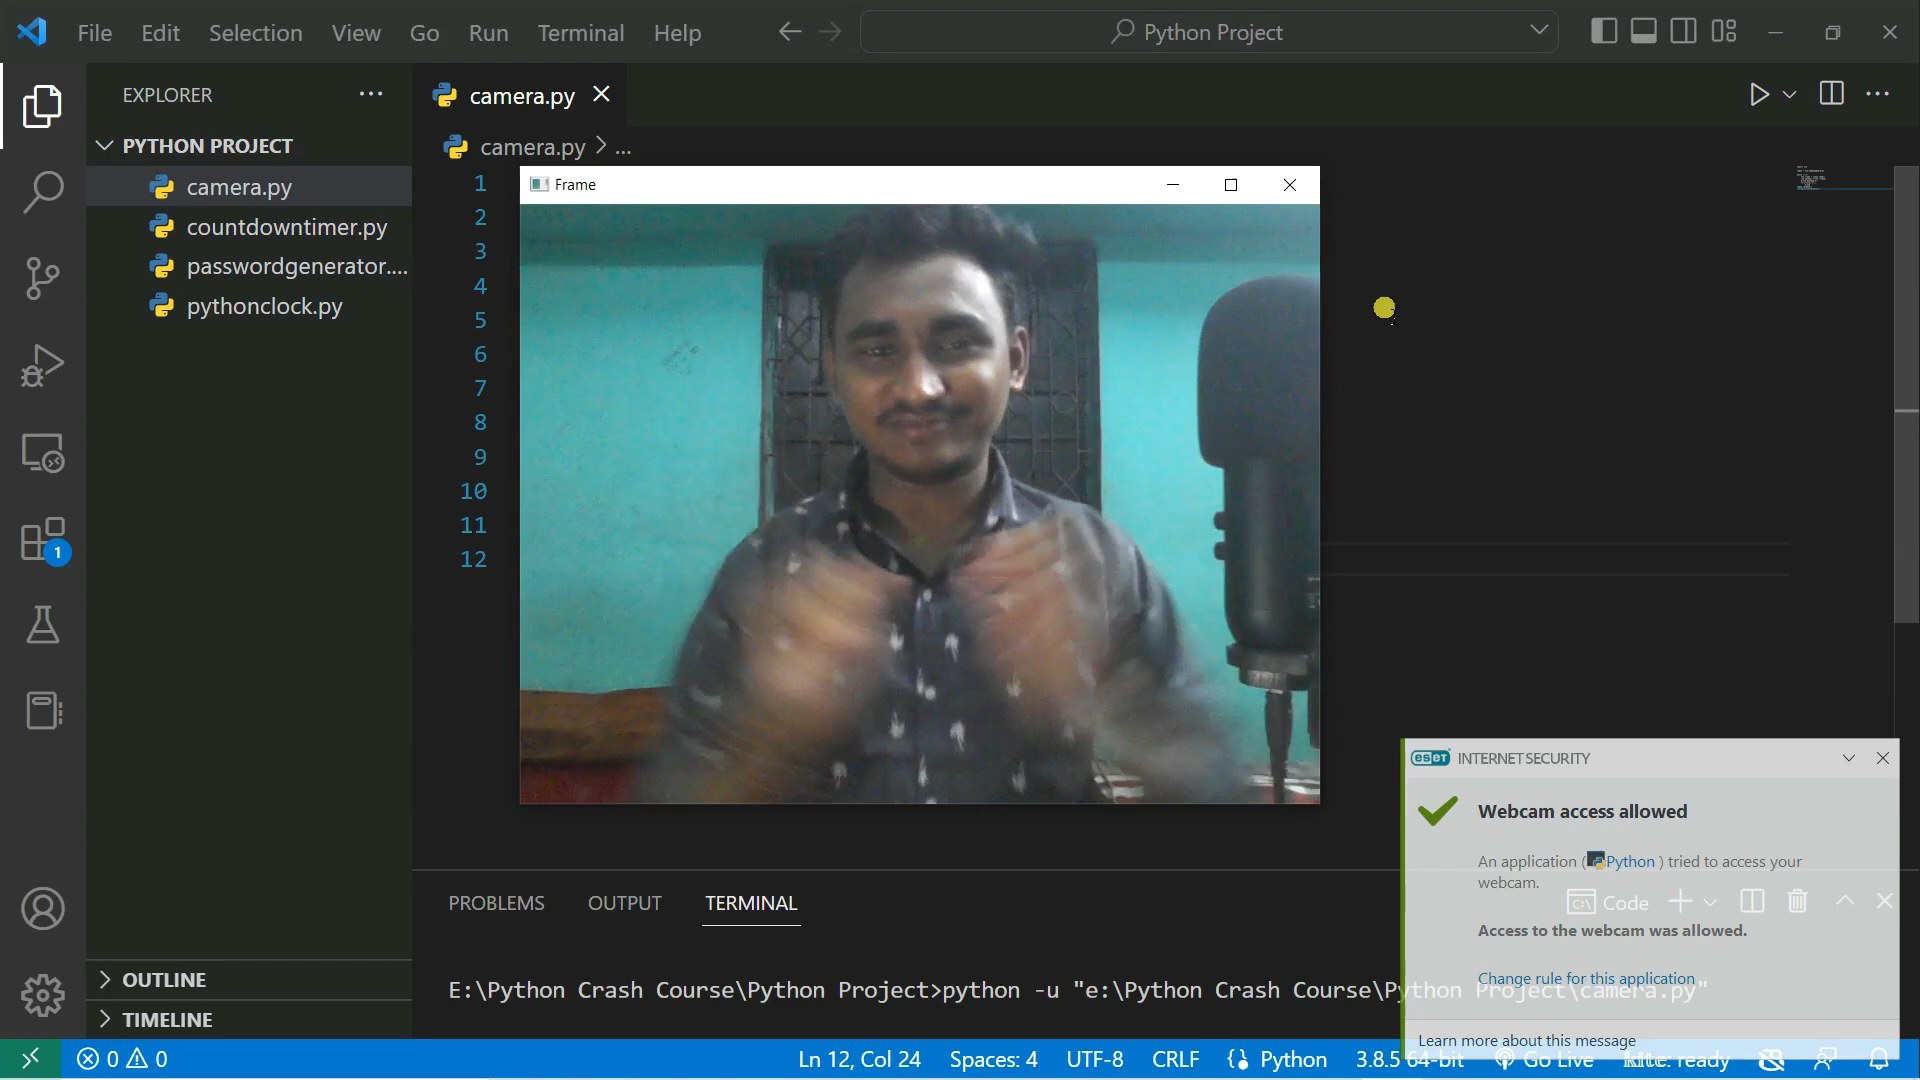 File Edit Selection View Go Run Terminal Help
Python Project
EXPLORER
PYTHON PROJECT
camera.py
countdowntimer.py
passwordgenerator....
pythonclock.py
OUTLINE
TIMELINE
camera.py
camera.py > ...
1
2
3
4
5
6
7
8
9
10
11
12
Frame
PROBLEMS OUTPUT TERMINAL
Code
E:\Python Crash Course\Python Project>python -u "e:\Python Crash Course\Python Project\camera.py"
eseT INTERNET SECURITY
Webcam access allowed
An application ( Python ) tried to access your
webcam.
Access to the webcam was allowed.
Change rule for this application
Learn more about this message
1
0 0
Ln 12, Col 24 Spaces: 4 UTF-8 CRLF Python 3.8.5 64-bit Go Live Kite: ready